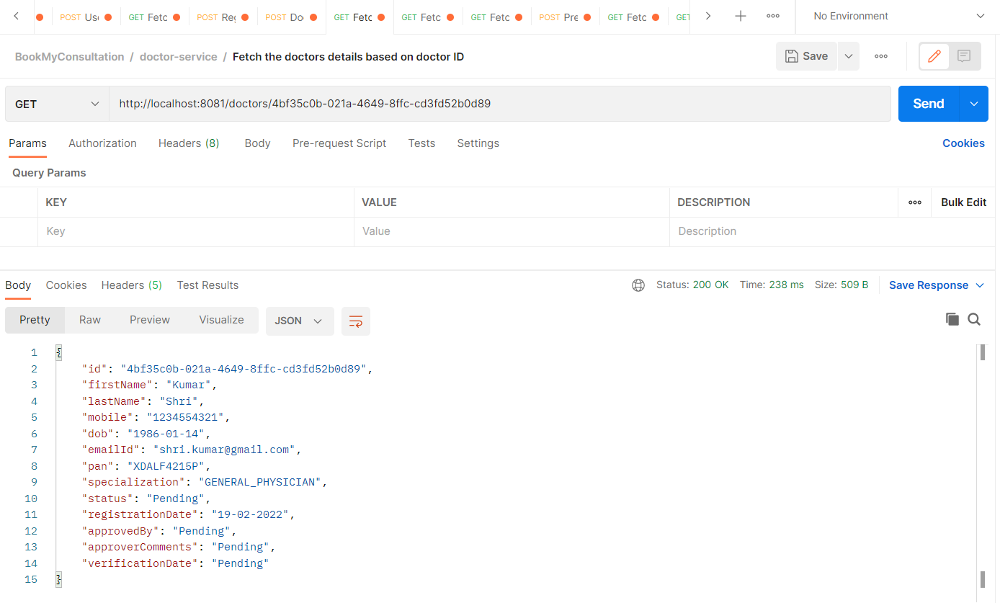 POST Use GET Fetc POST Reg POST Do GET Fetc GET Fetc GET Fetc POST Pre GET Fetc GET No Environment
BookMyConsultation / doctor-service / Fetch the doctors details based on doctor ID Save
GET http://localhost:8081/doctors/4bf35c0b-021a-4649-8ffc-cd3fd52b0d89 Send
Params Authorization Headers (8) Body Pre-request Script Tests Settings Cookies
Query Params
KEY VALUE DESCRIPTION Bulk Edit
Key Value Description
Body Cookies Headers (5) Test Results Status: 200 OK Time: 238 ms Size: 509 B Save Response
Pretty Raw Preview Visualize JSON
1 {
2 "id": "4bf35c0b-021a-4649-8ffc-cd3fd52b0d89",
3 "firstName": "Kumar",
4 "lastName": "Shri",
5 "mobile": "1234554321",
6 "dob": "1986-01-14",
7 "emailId": "shri.kumar@gmail.com",
8 "pan": "XDALF4215P",
9 "specialization": "GENERAL_PHYSICIAN",
10 "status": "Pending",
11 "registrationDate": "19-02-2022",
12 "approvedBy": "Pending",
13 "approverComments": "Pending",
14 "verificationDate": "Pending"
15 }